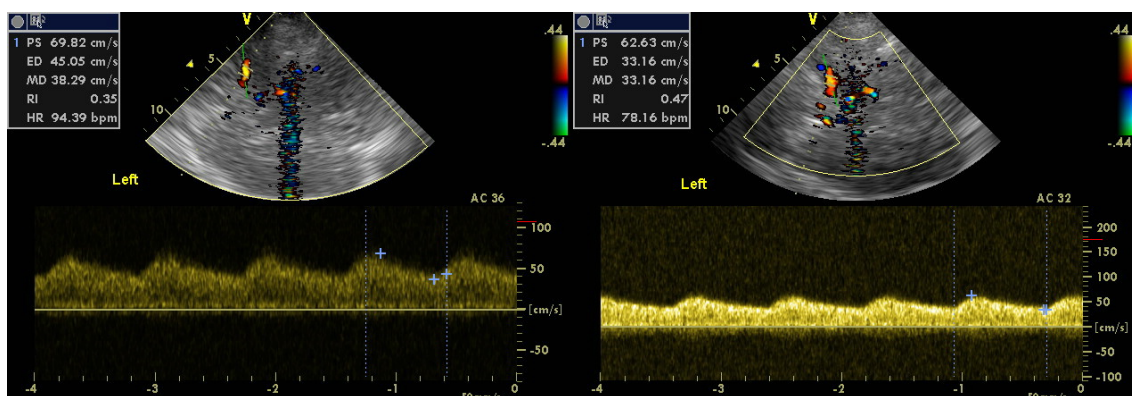 V
1 PS 69.82 cm/s
ED 45.05 cm/s
MD 38.29 cm/s
RI 0.35
HR 94.39 bpm
5
10
.44
-.44
Left
AC 36
100
50
[cm/s]
-50
-4 -3 -2 -1 0
V
1 PS 62.63 cm/s
ED 33.16 cm/s
MD 33.16 cm/s
RI 0.47
HR 78.16 bpm
5
10
.44
-.44
Left
AC 32
200
150
100
50
[cm/s]
-50
-100
-4 -3 -2 -1 0